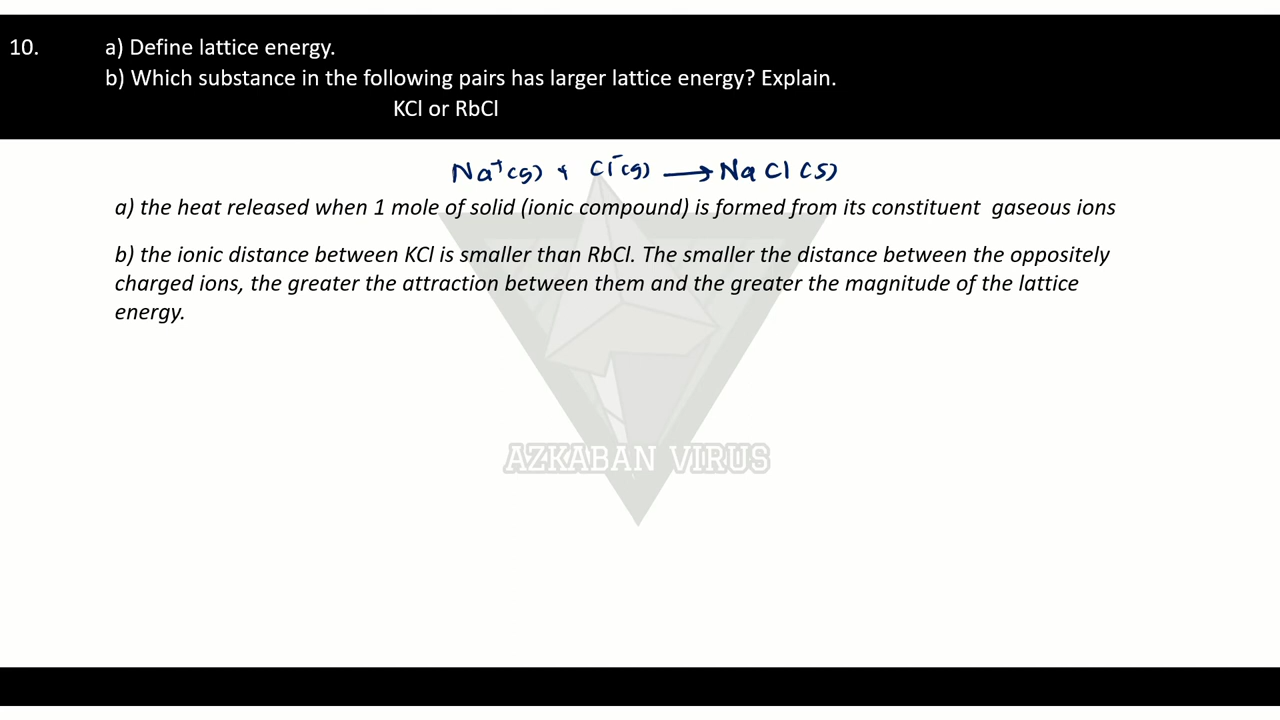 10. a) Define lattice energy.
b) Which substance in the following pairs has larger lattice energy? Explain.
KCl or RbCl
Na⁺(g) + Cl⁻(g) ⟶ NaCl(s)
a) the heat released when 1 mole of solid (ionic compound) is formed from its constituent gaseous ions
b) the ionic distance between KCl is smaller than RbCl. The smaller the distance between the oppositely
charged ions, the greater the attraction between them and the greater the magnitude of the lattice
energy.
AZKABAN VIRUS